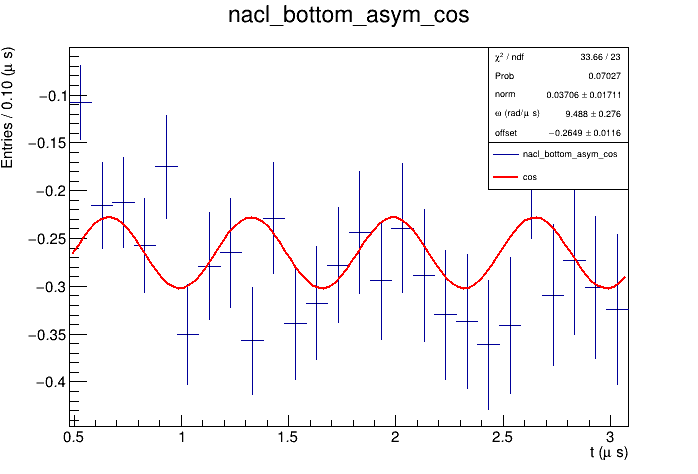 nacl_bottom_asym_cos
Entries / 0.10 (μ s)
χ² / ndf 33.66 / 23
Prob 0.07027
norm 0.03706 ± 0.01711
ω (rad/μ s) 9.488 ± 0.276
offset −0.2649 ± 0.0116
nacl_bottom_asym_cos
cos
−0.1
−0.15
−0.2
−0.25
−0.3
−0.35
−0.4
0.5 1 1.5 2 2.5 3
t (μ s)